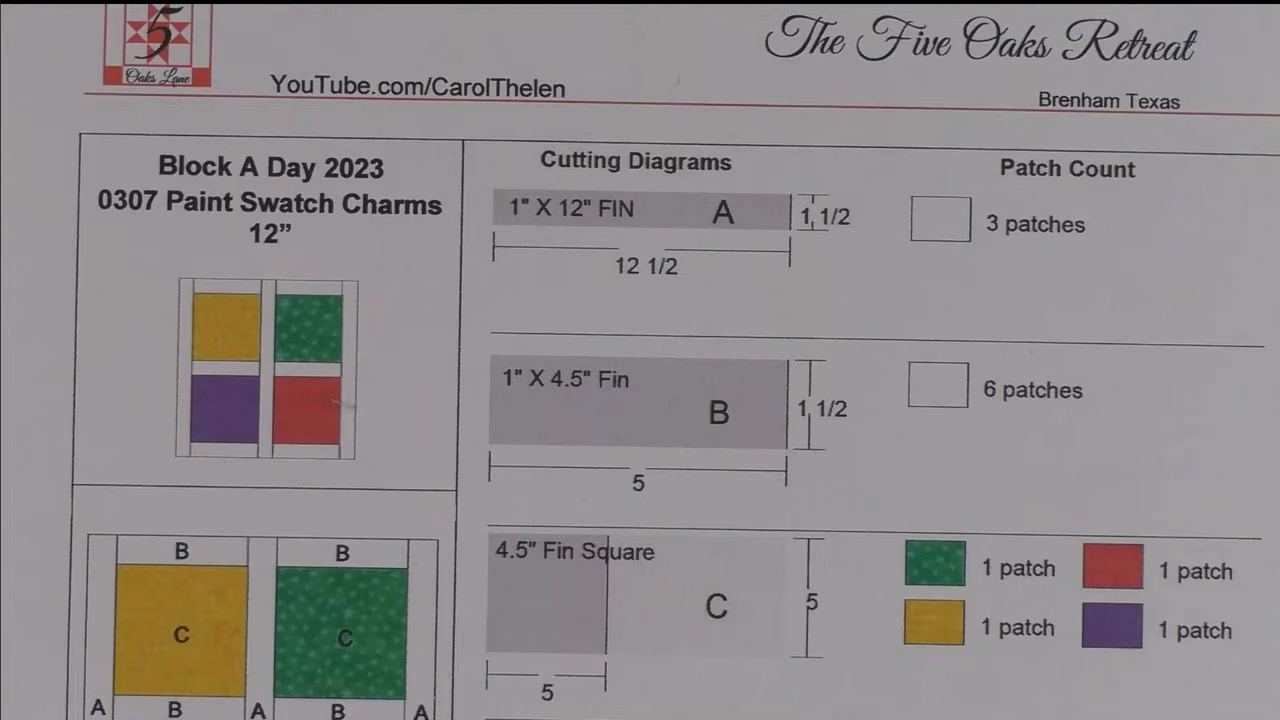 5
Oaks Lane
YouTube.com/CarolThelen
The Five Oaks Retreat
Brenham Texas
Block A Day 2023
0307 Paint Swatch Charms
12”
Cutting Diagrams
Patch Count
1" X 12" FIN
A
1 1/2
12 1/2
3 patches
1" X 4.5" Fin
B
1 1/2
5
6 patches
4.5" Fin Square
C
5
5
1 patch
1 patch
1 patch
1 patch
B
B
C
C
A
B
A
B
A